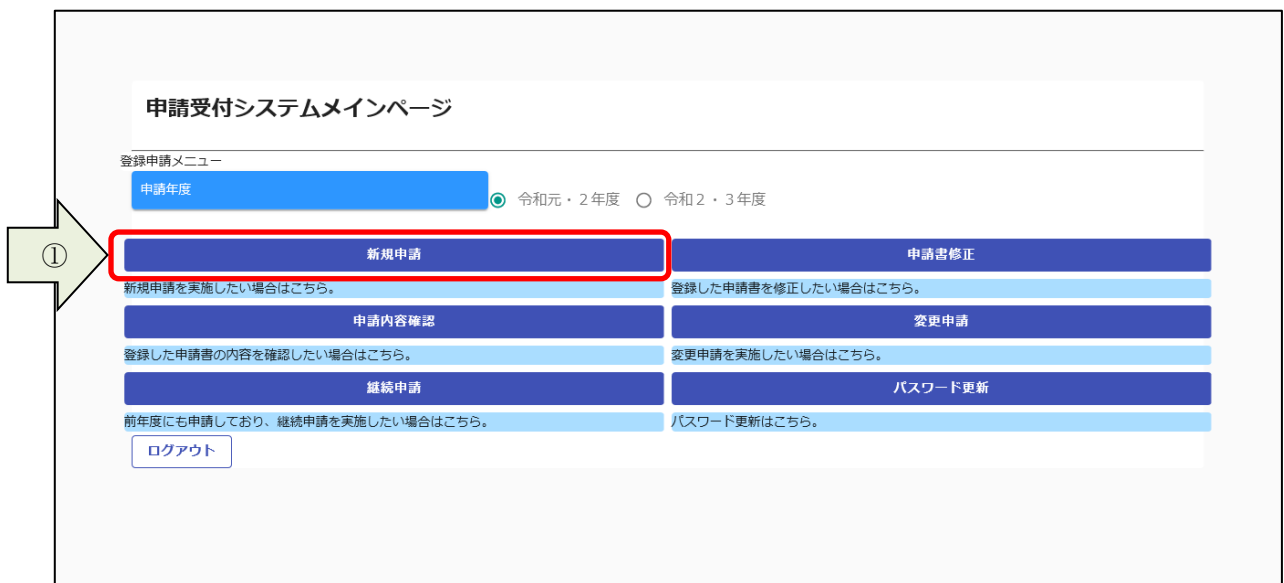 申請受付システムメインページ
登録申請メニュー
申請年度
令和元・２年度 令和２・３年度
①
新規申請 申請書修正
新規申請を実施したい場合はこちら。 登録した申請書を修正したい場合はこちら。
申請内容確認 変更申請
登録した申請書の内容を確認したい場合はこちら。 変更申請を実施したい場合はこちら。
継続申請 パスワード更新
前年度にも申請しており、継続申請を実施したい場合はこちら。 パスワード更新はこちら。
ログアウト